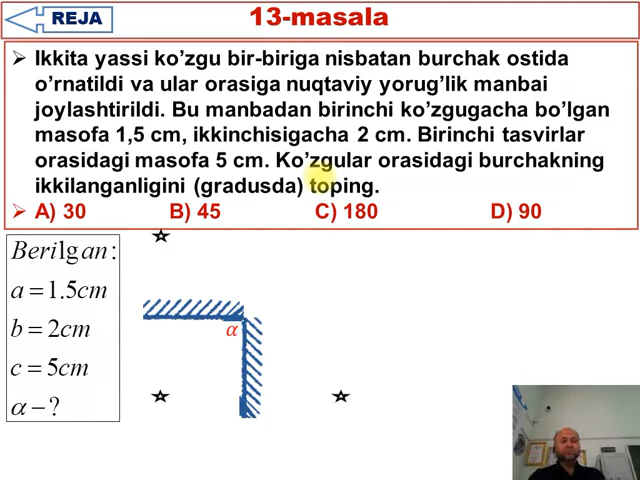 REJA
13-masala
➢ Ikkita yassi ko’zgu bir-biriga nisbatan burchak ostida
o’rnatildi va ular orasiga nuqtaviy yorug’lik manbai
joylashtirildi. Bu manbadan birinchi ko’zgugacha bo’lgan
masofa 1,5 cm, ikkinchisigacha 2 cm. Birinchi tasvirlar
orasidagi masofa 5 cm. Ko’zgular orasidagi burchakning
ikkilanganligini (gradusda) toping.
➢ A) 30 B) 45 C) 180 D) 90
Berilgan:
a = 1.5cm
b = 2cm
c = 5cm
α − ?
α